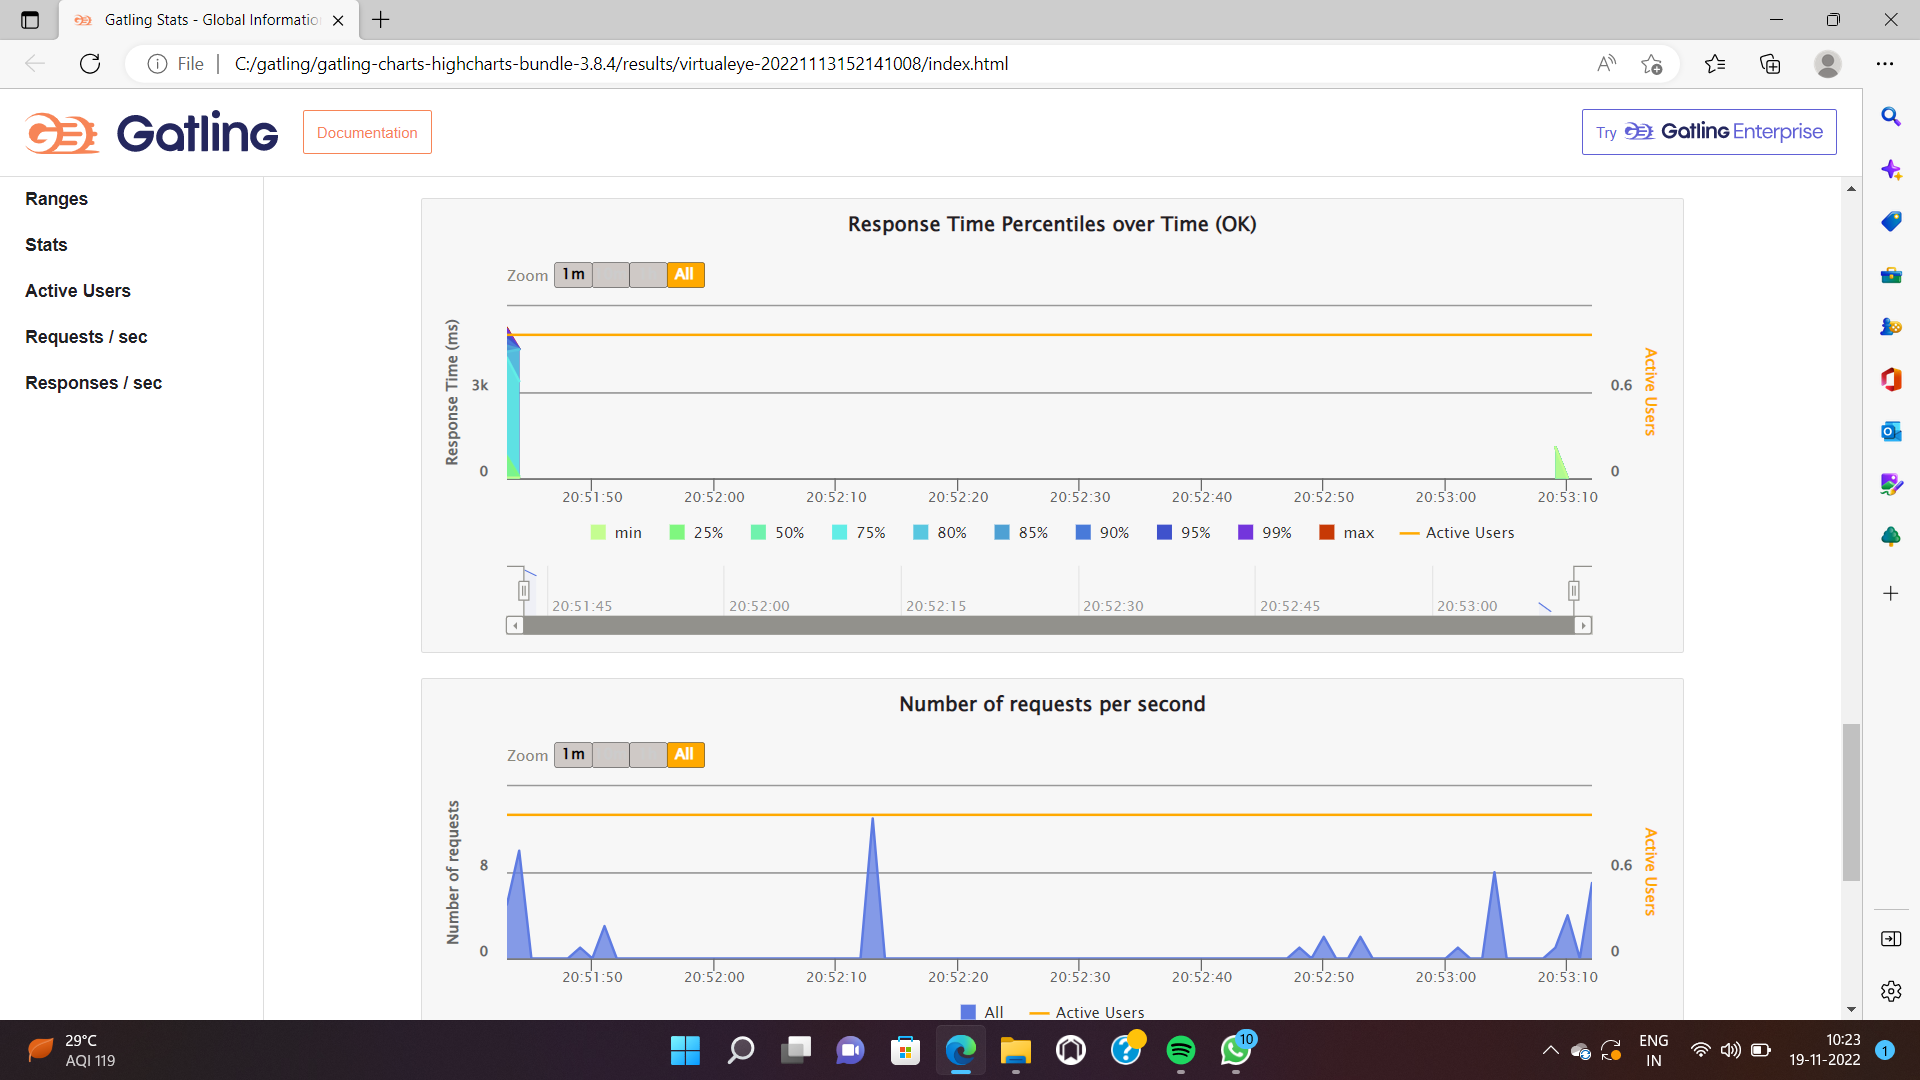 Gatling Stats - Global Informatio
File
C:/gatling/gatling-charts-highcharts-bundle-3.8.4/results/virtualeye-20221113152141008/index.html
Gatling
Documentation
Try Gatling Enterprise
Ranges
Stats
Active Users
Requests / sec
Responses / sec
Response Time Percentiles over Time (OK)
Zoom 1m All
Response Time (ms)
3k
0
0.6
0
Active Users
20:51:50 20:52:00 20:52:10 20:52:20 20:52:30 20:52:40 20:52:50 20:53:00 20:53:10
min 25% 50% 75% 80% 85% 90% 95% 99% max Active Users
20:51:45 20:52:00 20:52:15 20:52:30 20:52:45 20:53:00
Number of requests per second
Zoom 1m All
Number of requests
8
0
0.6
0
Active Users
20:51:50 20:52:00 20:52:10 20:52:20 20:52:30 20:52:40 20:52:50 20:53:00 20:53:10
All Active Users
29°C
AQI 119
10
ENG
IN
10:23
19-11-2022
1